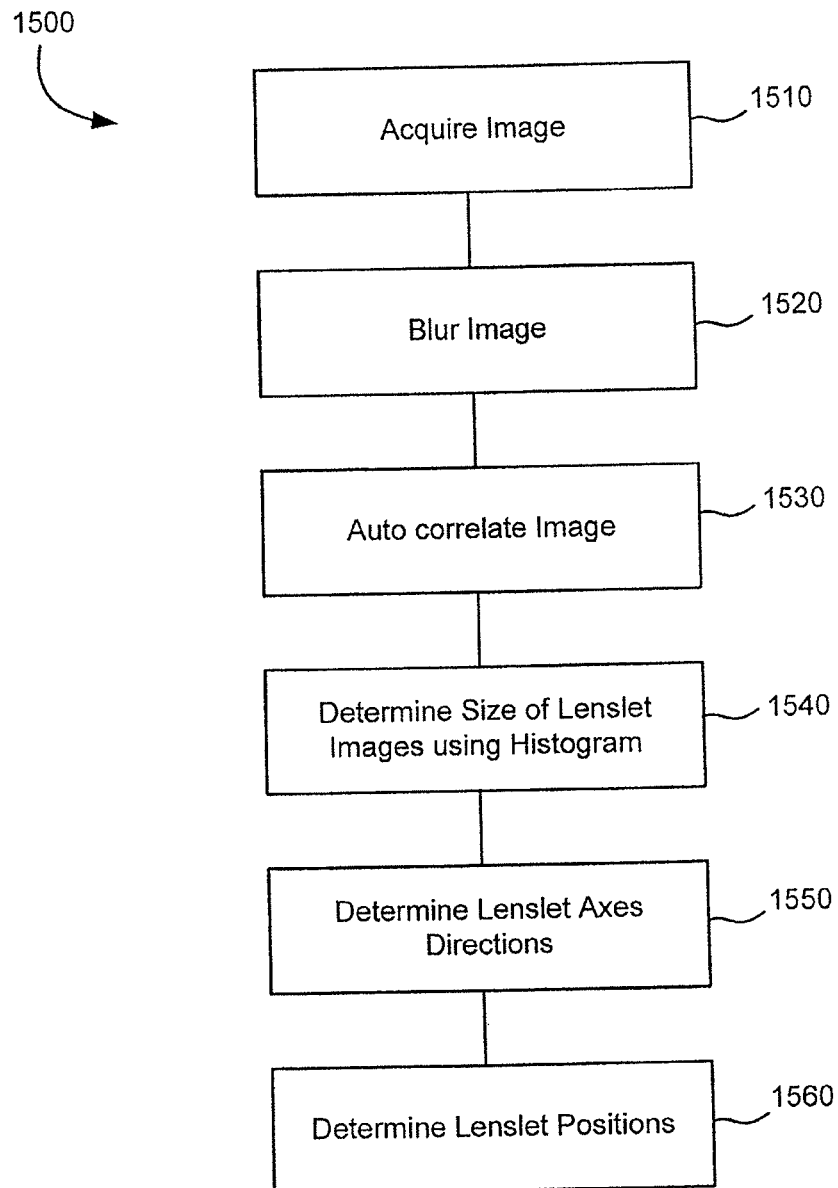 1500
Acquire Image
1510
Blur Image
1520
Auto correlate Image
1530
Determine Size of Lenslet
Images using Histogram
1540
Determine Lenslet Axes
Directions
1550
Determine Lenslet Positions
1560